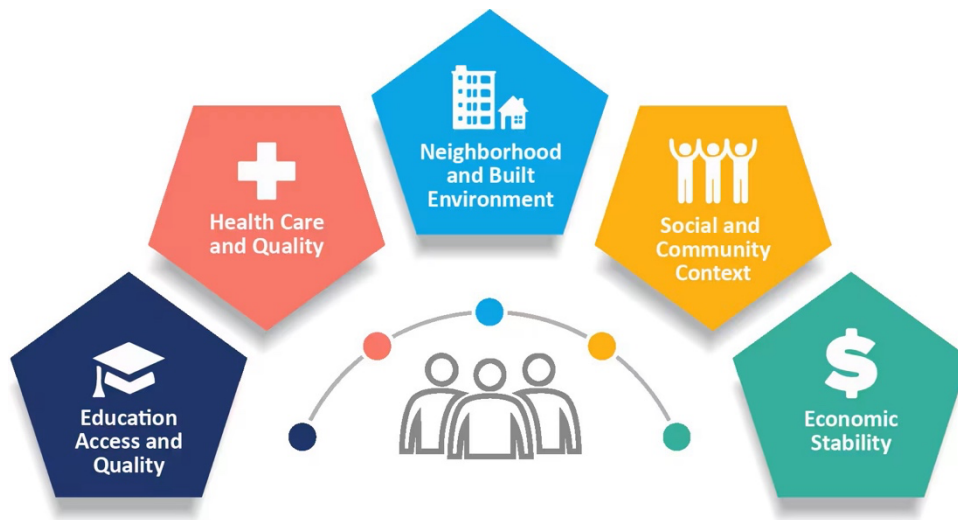 Education
Access and
Quality
Health Care
and Quality
Neighborhood
and Built
Environment
Social and
Community
Context
$
Economic
Stability